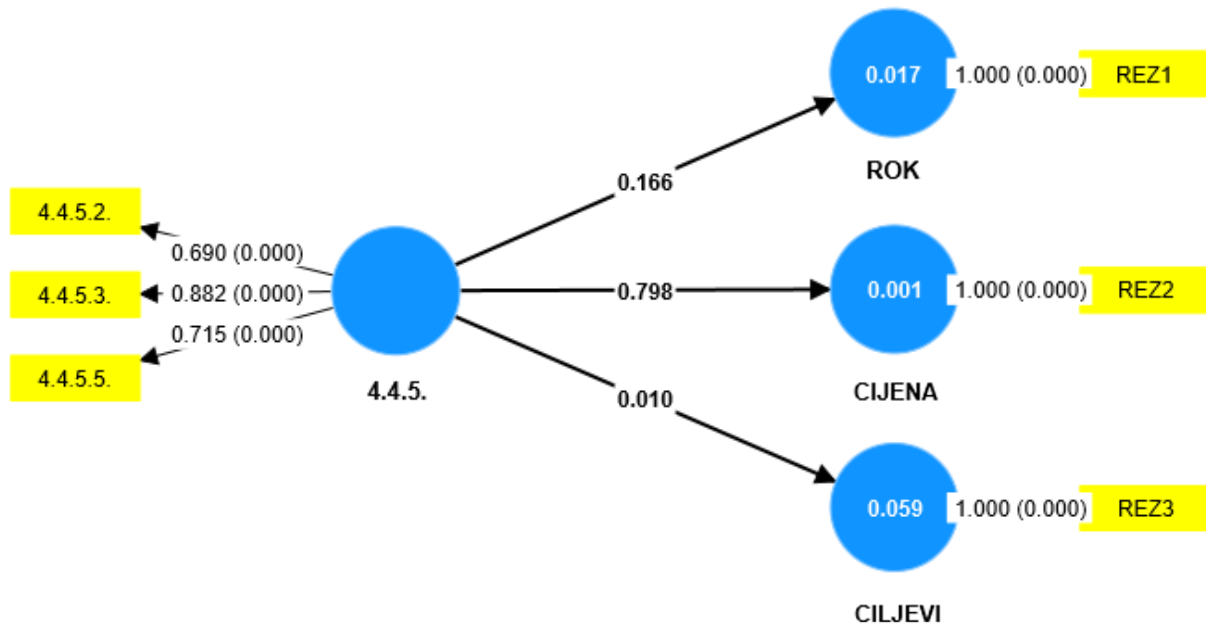 0.017
1.000 (0.000)
REZ1
ROK
0.166
4.4.5.2.
0.690 (0.000)
4.4.5.3.
0.882 (0.000)
0.798
0.001
1.000 (0.000)
REZ2
0.715 (0.000)
4.4.5.5.
4.4.5.
CIJENA
0.010
0.059
1.000 (0.000)
REZ3
CILJEVI